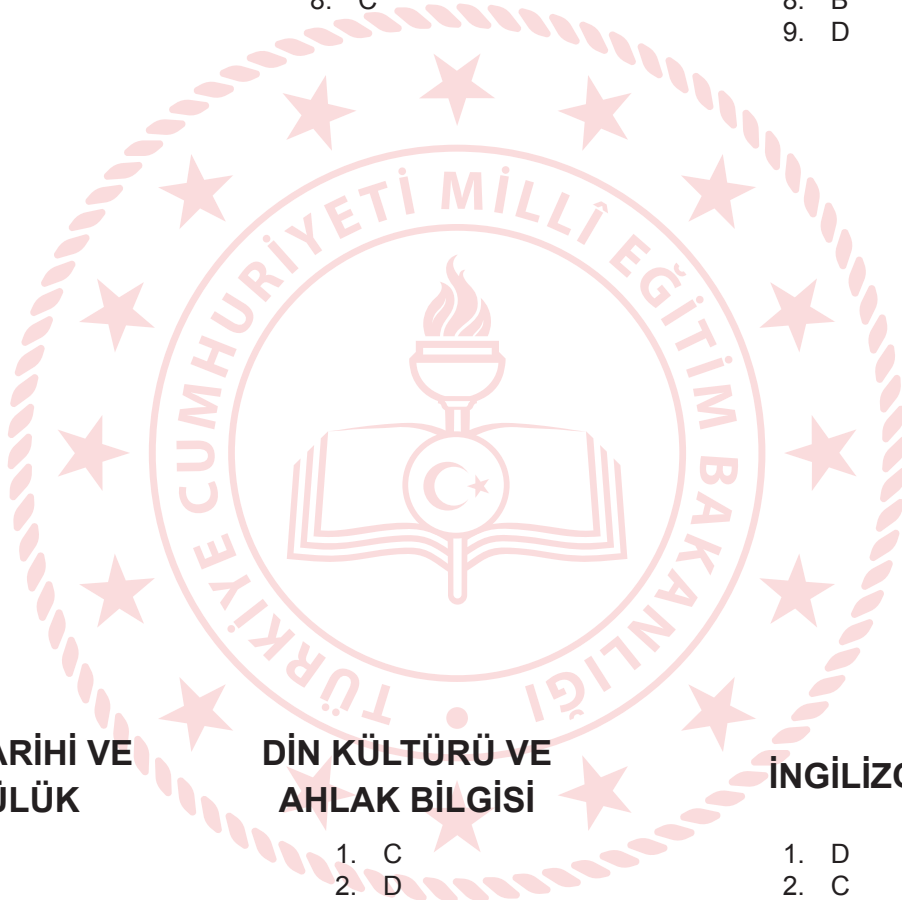 8. C
8. B
9. D
TÜRKİYE CUMHURİYETİ MİLLÎ EĞİTİM BAKANLIĞI
ARİHİ VE
ÜLÜK
DİN KÜLTÜRÜ VE
AHLAK BİLGİSİ
1. C
2. D
İNGİLİZC
1. D
2. C